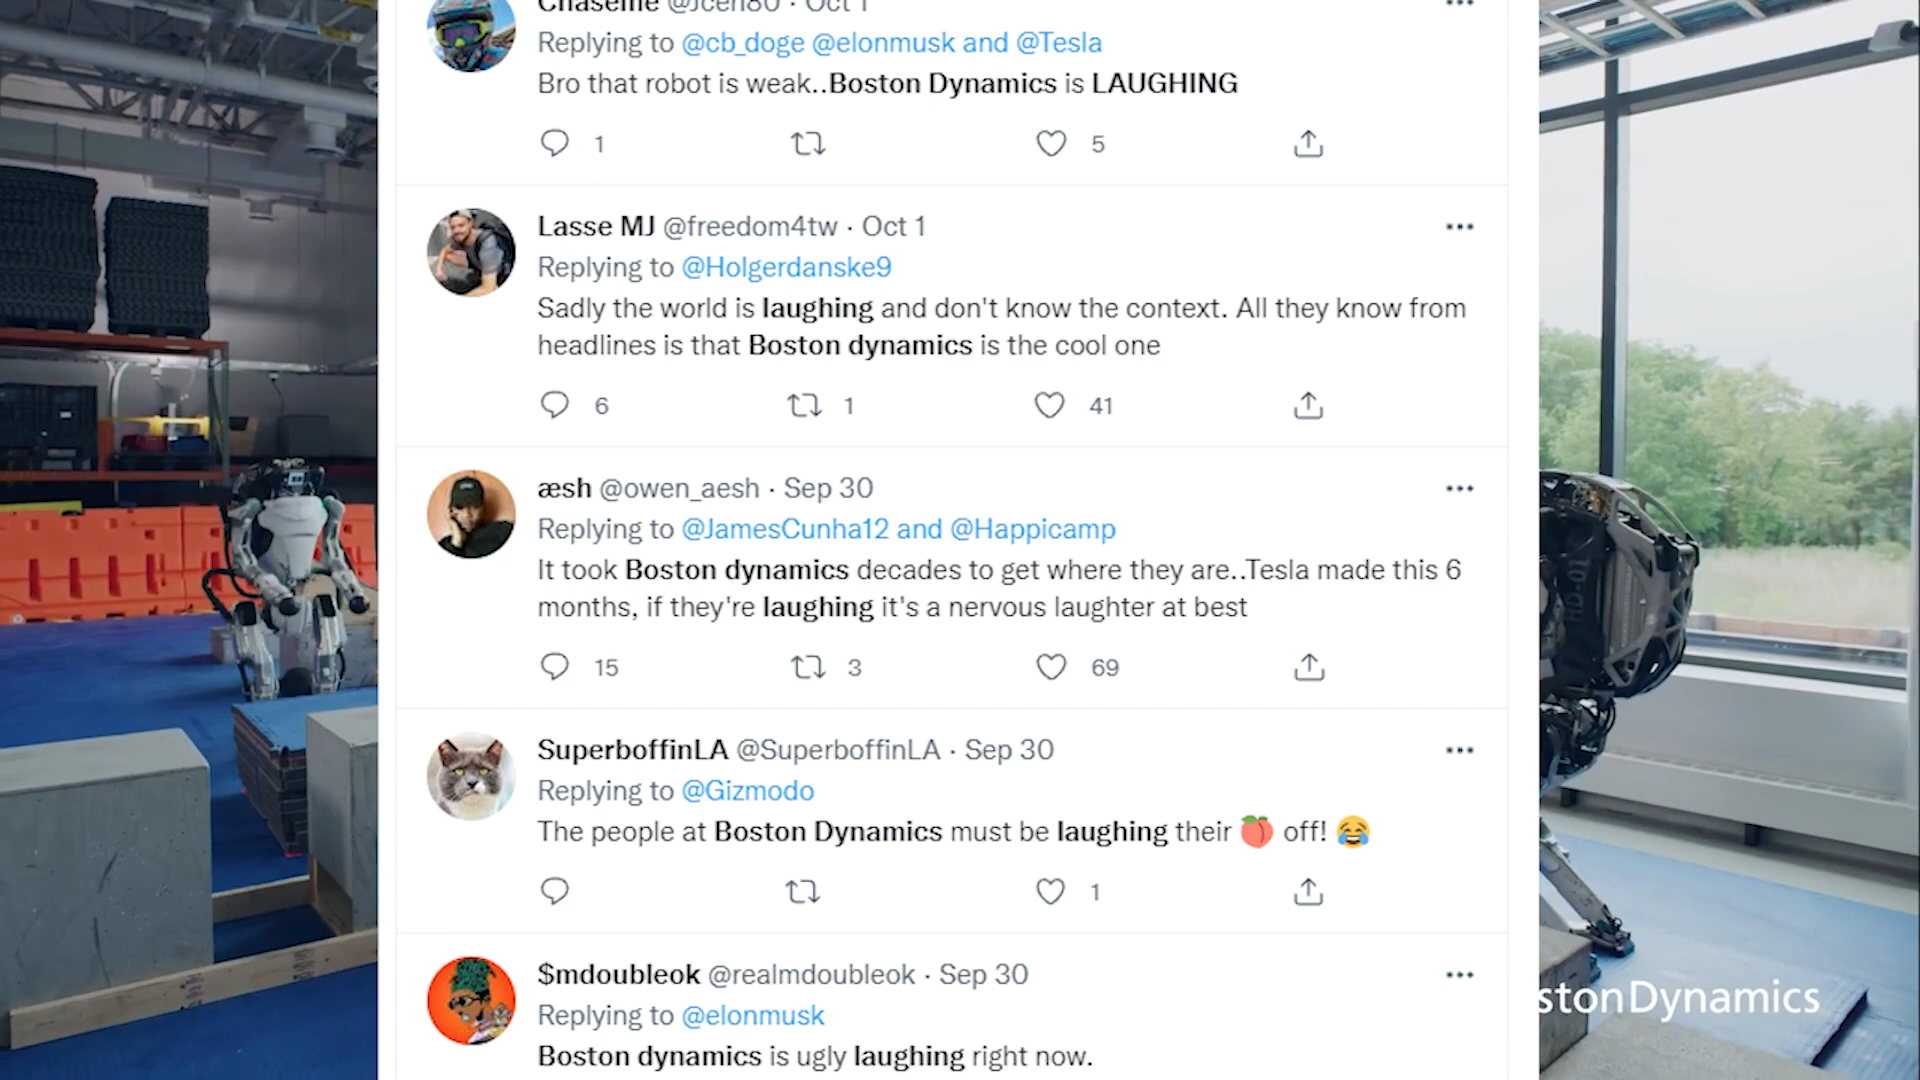 Replying to @cb_doge @elonmusk and @Tesla
Bro that robot is weak..Boston Dynamics is LAUGHING
1 5
Lasse MJ @freedom4tw · Oct 1
Replying to @Holgerdanske9
Sadly the world is laughing and don't know the context. All they know from
headlines is that Boston dynamics is the cool one
6 1 41
æsh @owen_aesh · Sep 30
Replying to @JamesCunha12 and @Happicamp
It took Boston dynamics decades to get where they are..Tesla made this 6
months, if they're laughing it's a nervous laughter at best
15 3 69
SuperboffinLA @SuperboffinLA · Sep 30
Replying to @Gizmodo
The people at Boston Dynamics must be laughing their 🍑 off! 😂
1
$mdoubleok @realmdoubleok · Sep 30
Replying to @elonmusk
Boston dynamics is ugly laughing right now.
HD-01
stonDynamics